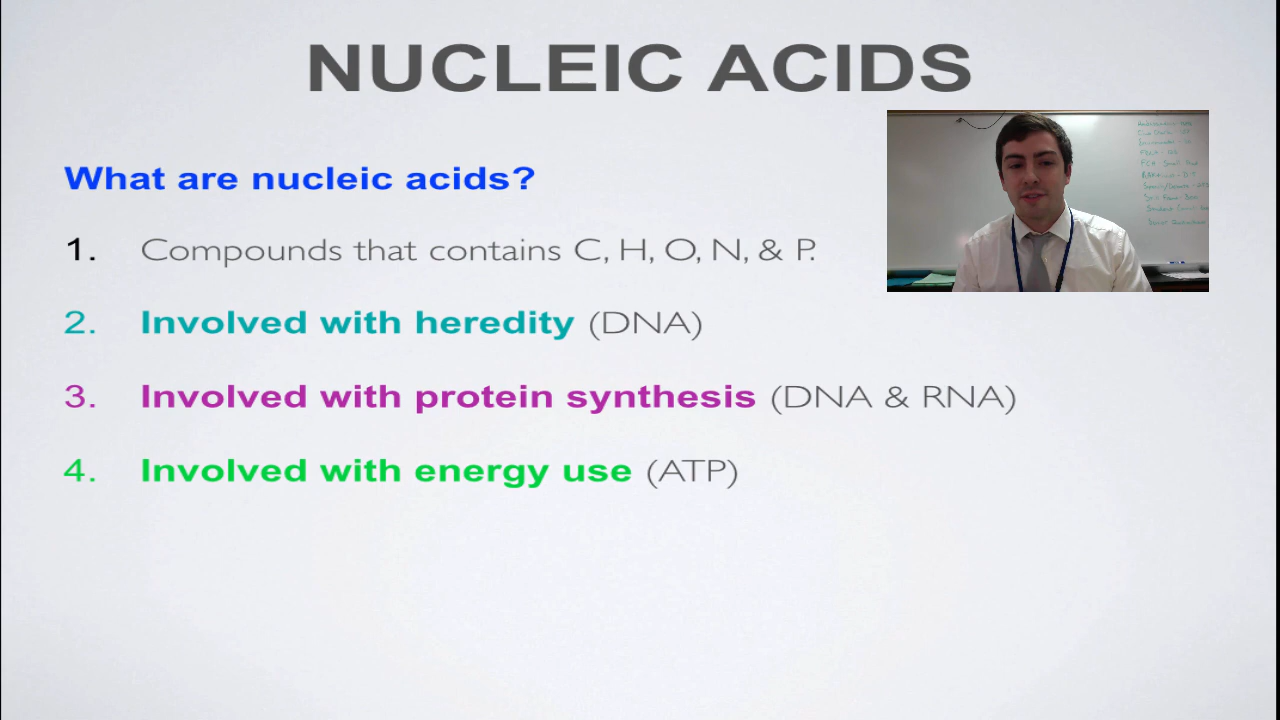 NUCLEIC ACIDS
What are nucleic acids?
1. Compounds that contains C, H, O, N, & P.
2. Involved with heredity (DNA)
3. Involved with protein synthesis (DNA & RNA)
4. Involved with energy use (ATP)